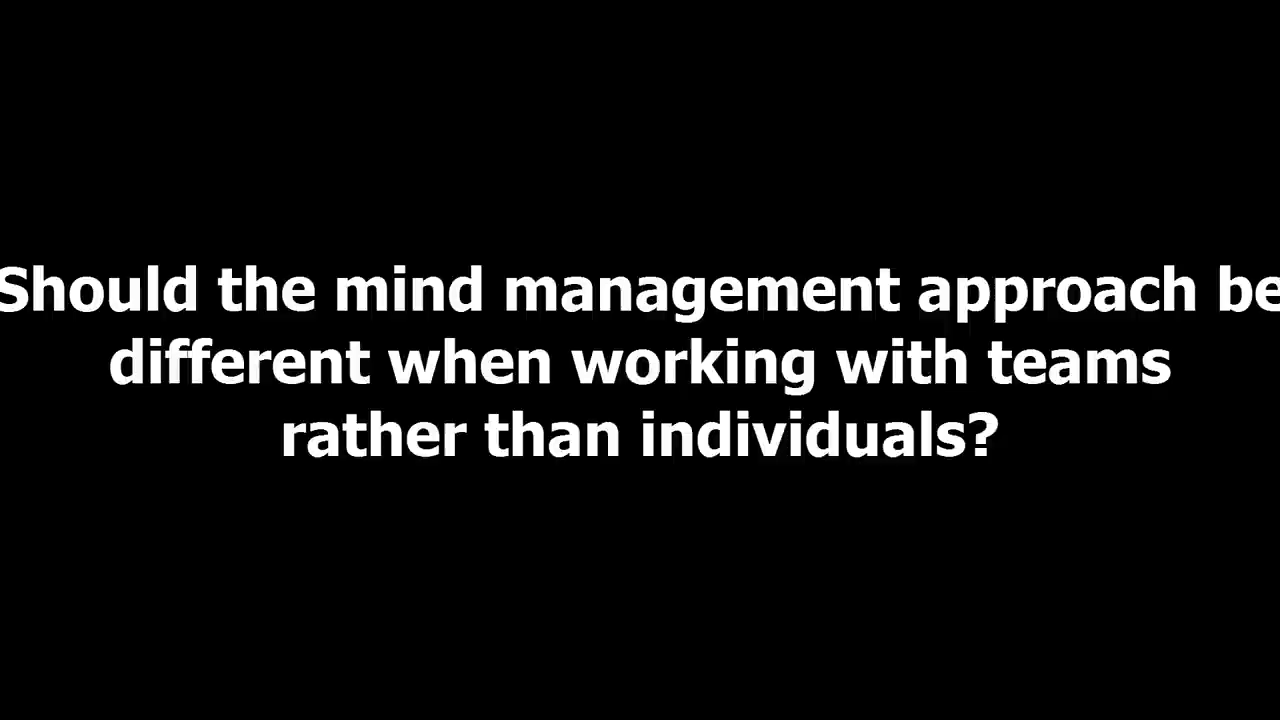 Should the mind management approach be
different when working with teams
rather than individuals?